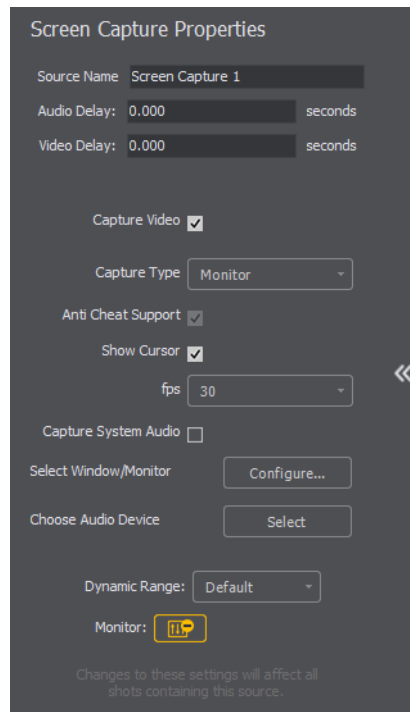 Screen Capture Properties
Source Name Screen Capture 1
Audio Delay: 0.000 seconds
Video Delay: 0.000 seconds
Capture Video
Capture Type Monitor
Anti Cheat Support
Show Cursor
fps 30
Capture System Audio
Select Window/Monitor Configure...
Choose Audio Device Select
Dynamic Range: Default
Monitor:
Changes to these settings will affect all
shots containing this source.